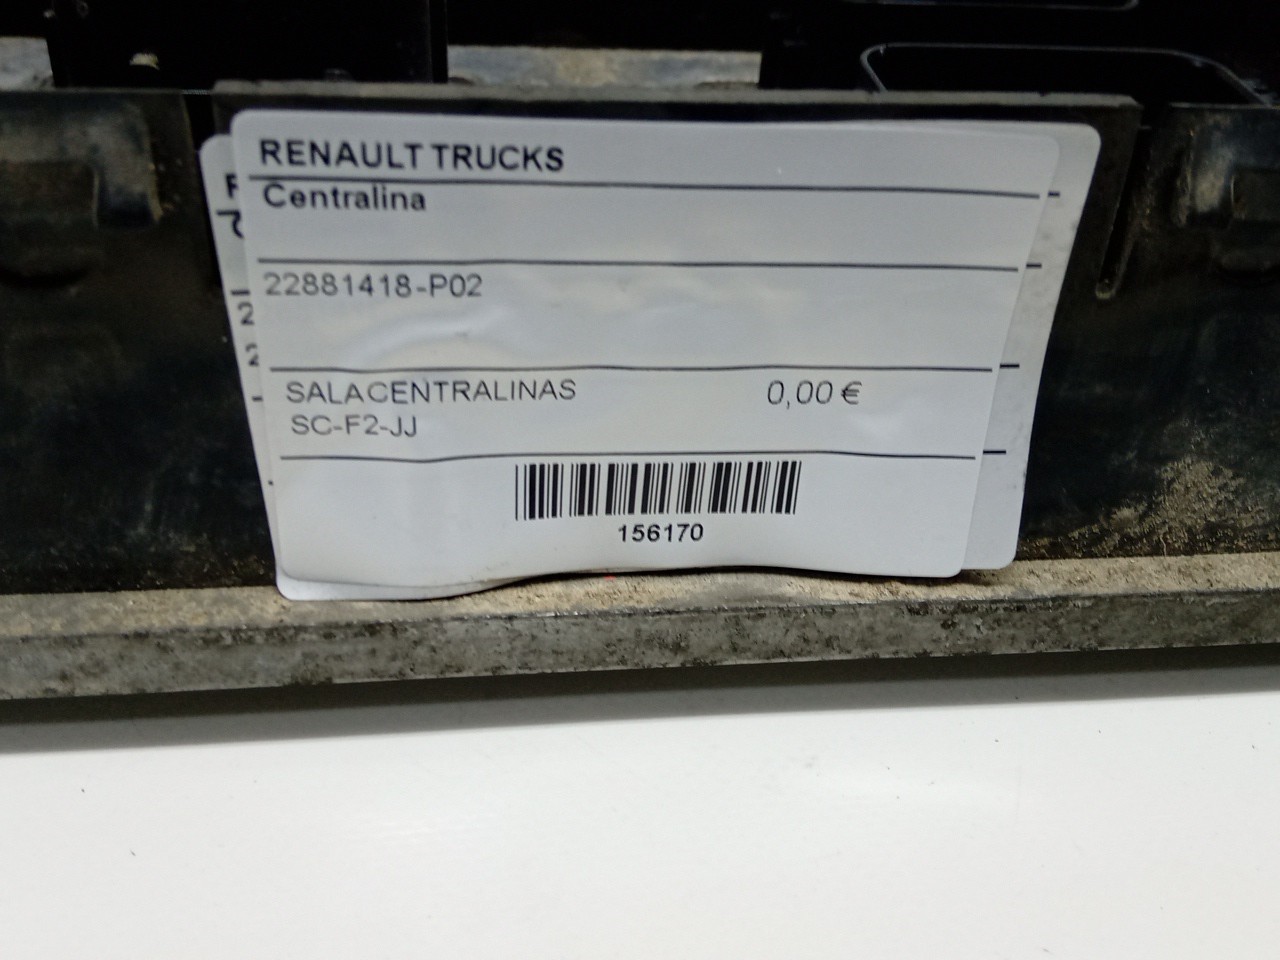 RENAULT TRUCKS
Centralina
22881418-P02
SALACENTRALINAS 0,00 €
SC-F2-JJ
156170